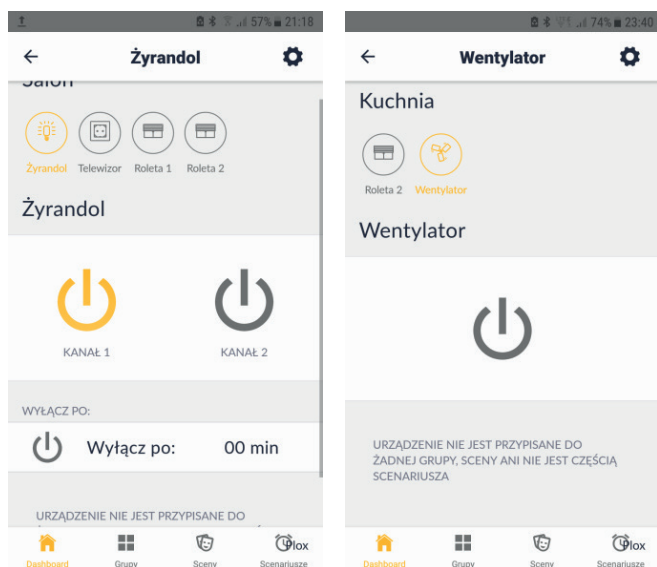 57% 21:18
Żyrandol
Salon
Żyrandol Telewizor Roleta 1 Roleta 2
Żyrandol
KANAŁ 1 KANAŁ 2
WYŁĄCZ PO:
Wyłącz po: 00 min
URZĄDZENIE NIE JEST PRZYPISANE DO
Dashboard Grupy Sceny Scenariusze
plox
74% 23:40
Wentylator
Kuchnia
Roleta 2 Wentylator
Wentylator
URZĄDZENIE NIE JEST PRZYPISANE DO
ŻADNEJ GRUPY, SCENY ANI NIE JEST CZĘŚCIĄ
SCENARIUSZA
Dashboard Grupy Sceny Scenariusze
plox